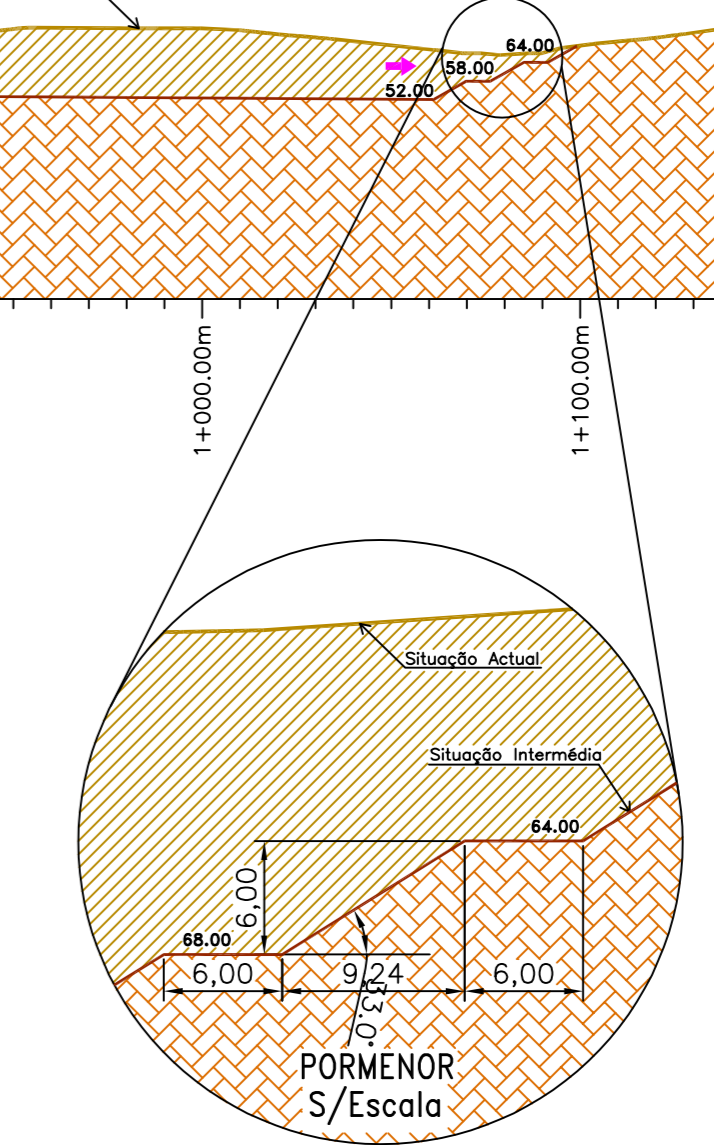 64.00
58.00
52.00
1+000.00m
1+100.00m
Situação Actual
Situação Intermédia
64.00
6,00
68.00
6,00
9,24
6,00
33.0°
PORMENOR
S/Escala